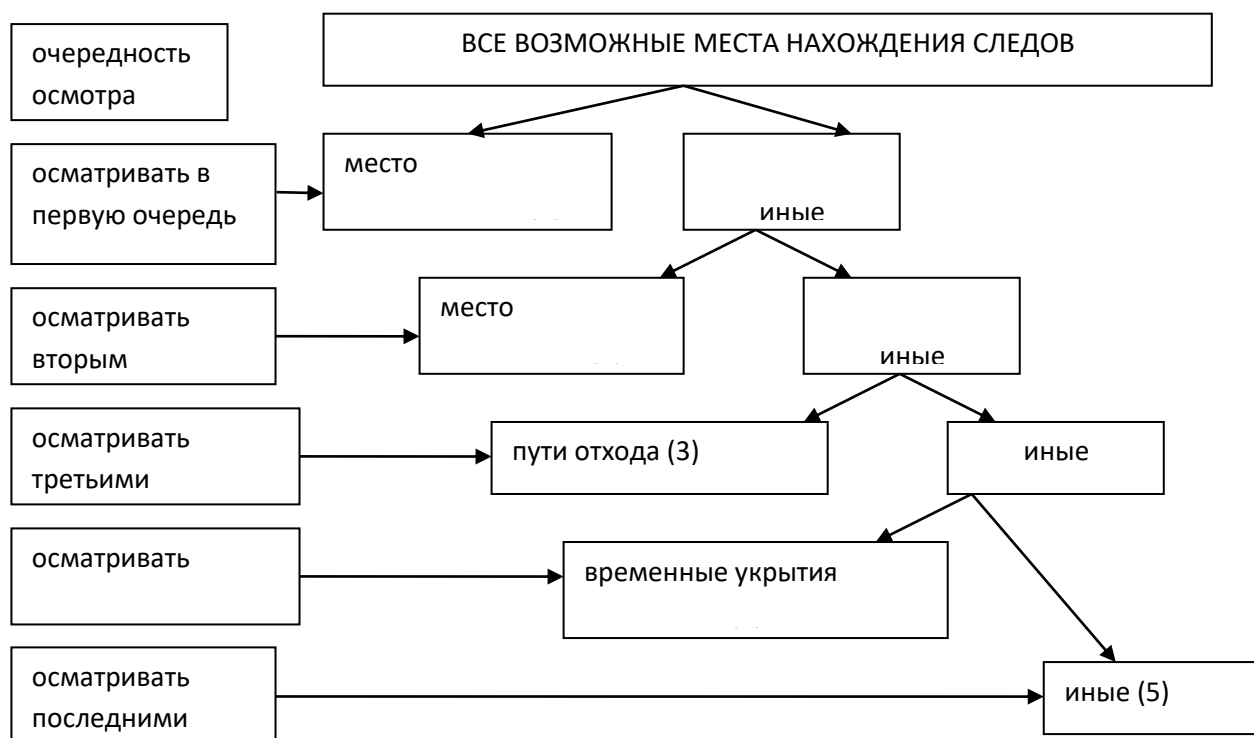 ВСЕ ВОЗМОЖНЫЕ МЕСТА НАХОЖДЕНИЯ СЛЕДОВ
очередность
осмотра
осматривать в
первую очередь
место
иные
осматривать
вторым
место
иные
осматривать
третьими
пути отхода (3)
иные
осматривать
временные укрытия
осматривать
последними
иные (5)